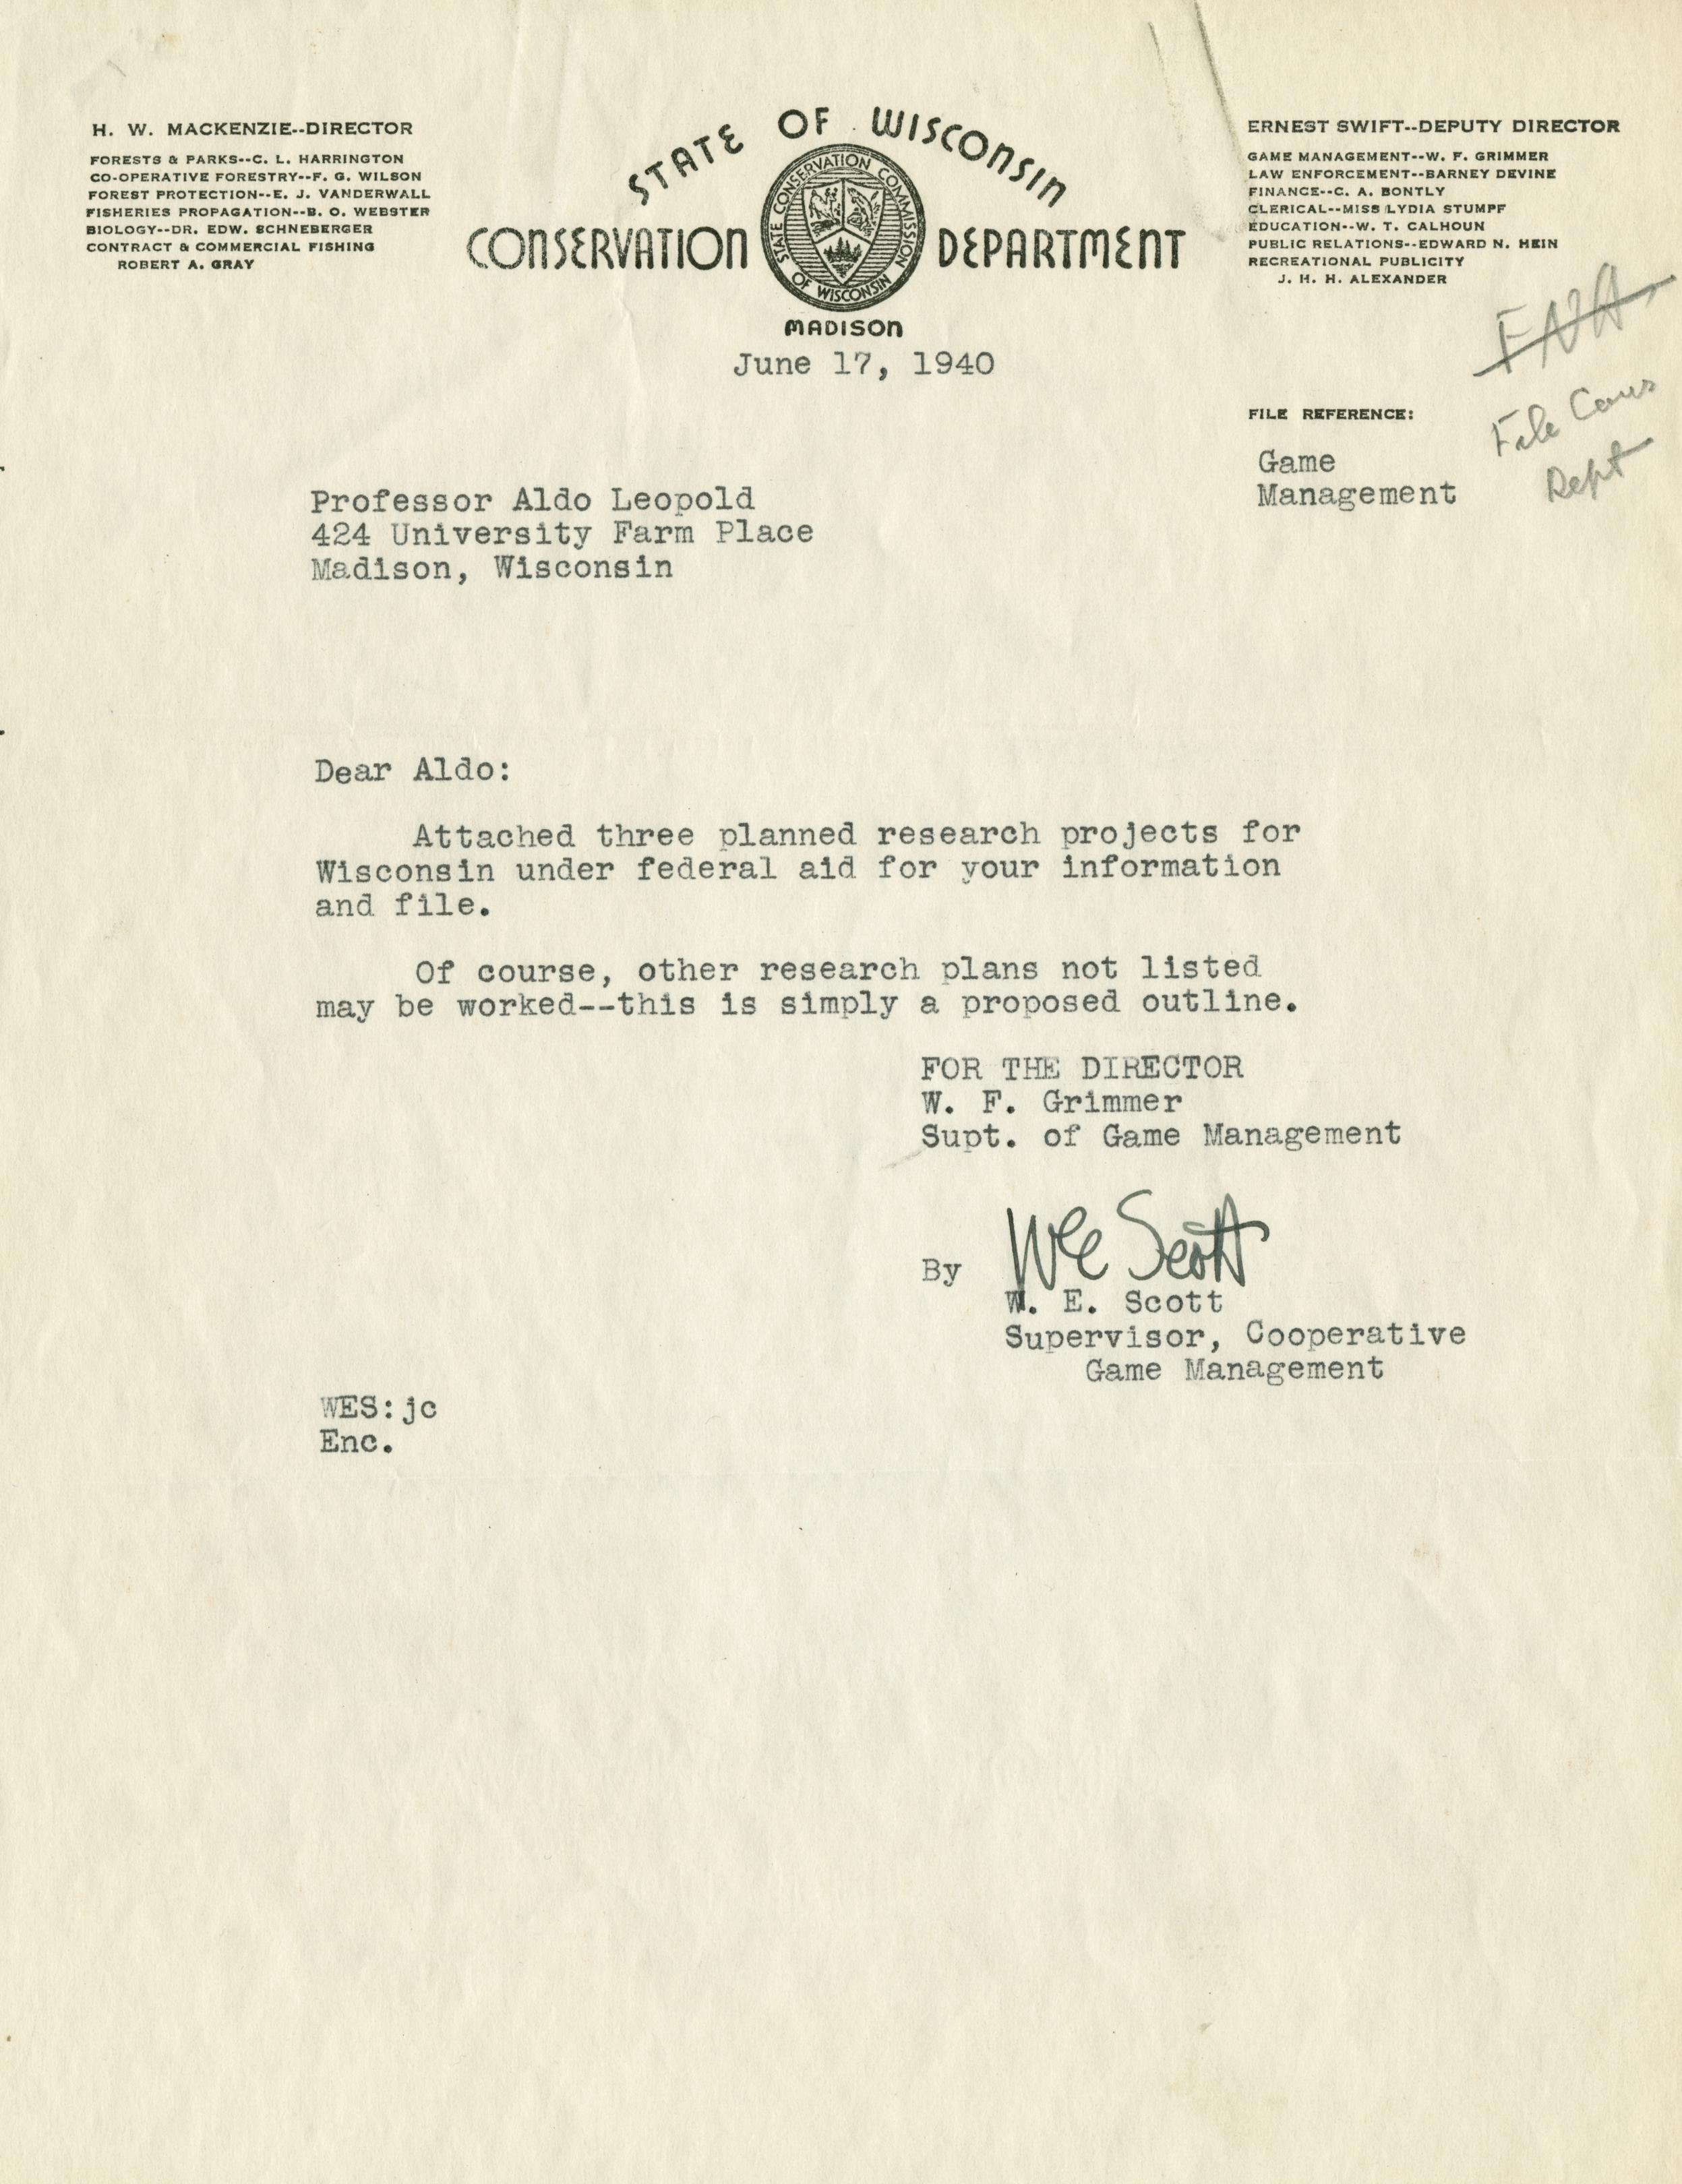 H. W. MACKENZIE--DIRECTOR
FORESTS & PARKS--C. L. HARRINGTON
CO-OPERATIVE FORESTRY--F. G. WILSON
FOREST PROTECTION--E. J. VANDERWALL
FISHERIES PROPAGATION--B. O. WEBSTER
BIOLOGY--DR. EDW. SCHNEBERGER
CONTRACT & COMMERCIAL FISHING
ROBERT A. GRAY
STATE OF WISCONSIN
CONSERVATION DEPARTMENT
STATE CONSERVATION COMMISSION
OF WISCONSIN
MADISON
ERNEST SWIFT--DEPUTY DIRECTOR
GAME MANAGEMENT--W. F. GRIMMER
LAW ENFORCEMENT--BARNEY DEVINE
FINANCE--C. A. BONTLY
CLERICAL--MISS LYDIA STUMPF
EDUCATION--W. T. CALHOUN
PUBLIC RELATIONS--EDWARD N. HEIN
RECREATIONAL PUBLICITY
J. H. H. ALEXANDER
June 17, 1940
FILE REFERENCE:
Game
Management
File Cons
Dept
Professor Aldo Leopold
424 University Farm Place
Madison, Wisconsin
Dear Aldo:
Attached three planned research projects for
Wisconsin under federal aid for your information
and file.
Of course, other research plans not listed
may be worked--this is simply a proposed outline.
FOR THE DIRECTOR
W. F. Grimmer
Supt. of Game Management
By WE Scott
W. E. Scott
Supervisor, Cooperative
Game Management
WES:jc
Enc.